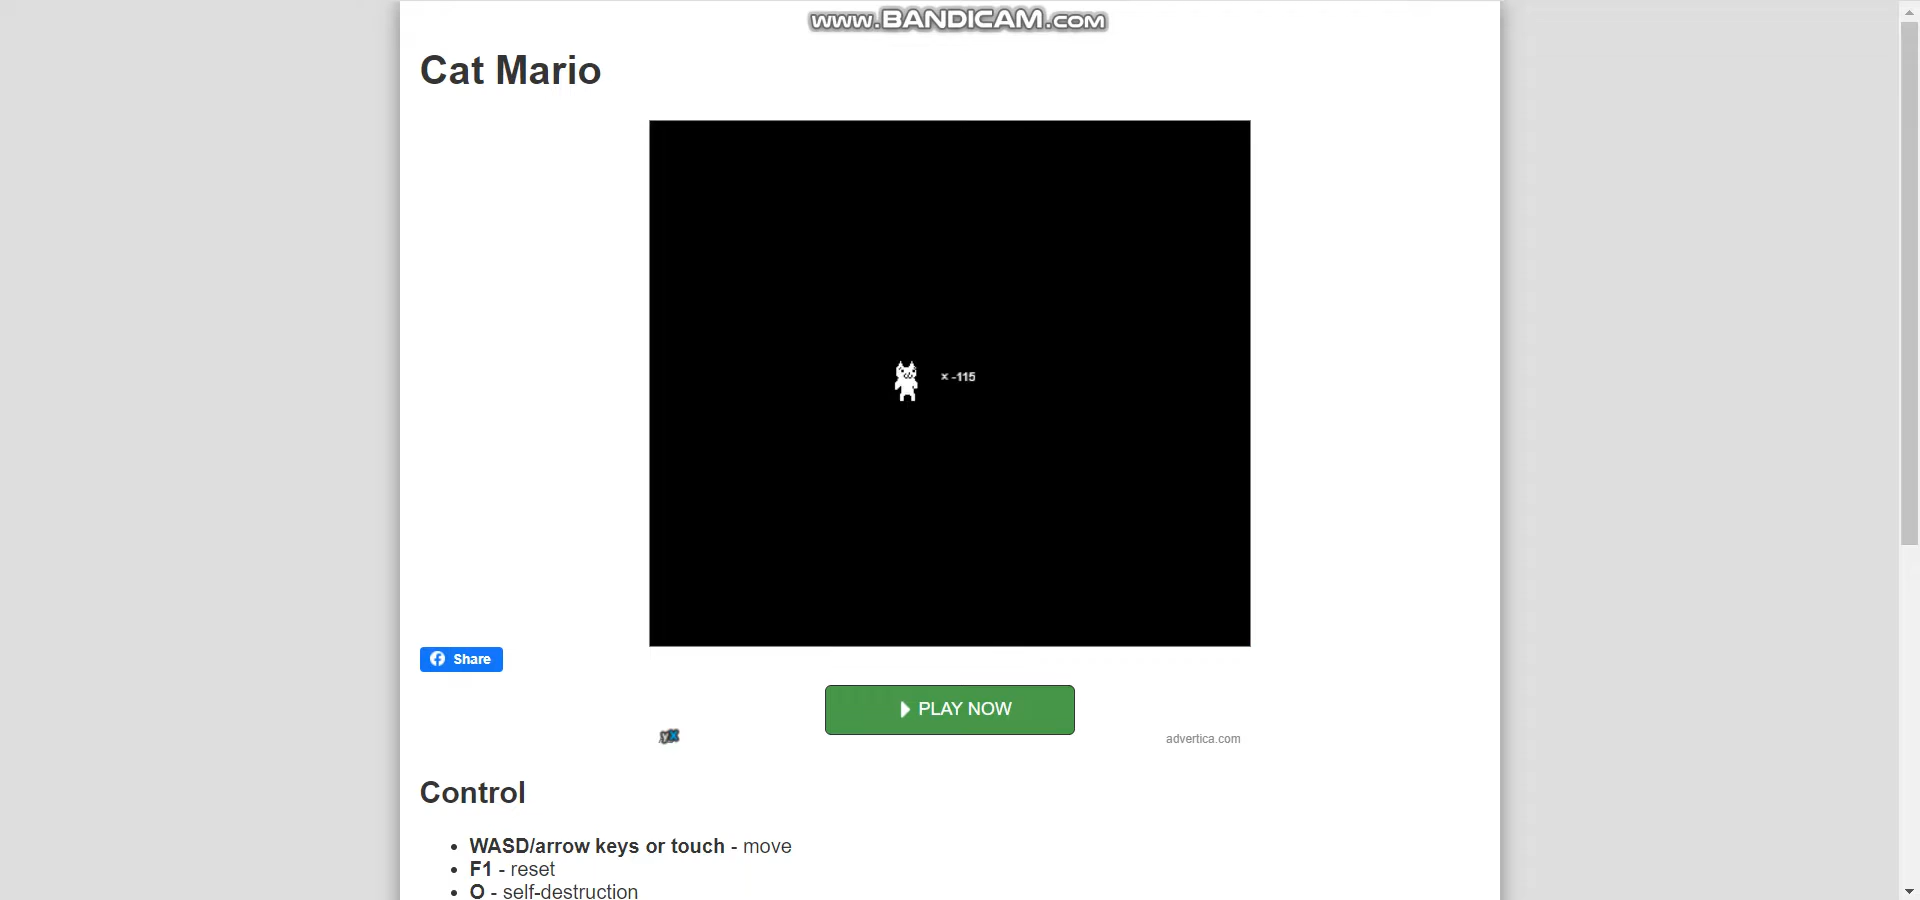 www.BANDICAM.com
Cat Mario
× -115
Share
PLAY NOW
yx
advertica.com
Control
• WASD/arrow keys or touch - move
• F1 - reset
• O - self-destruction